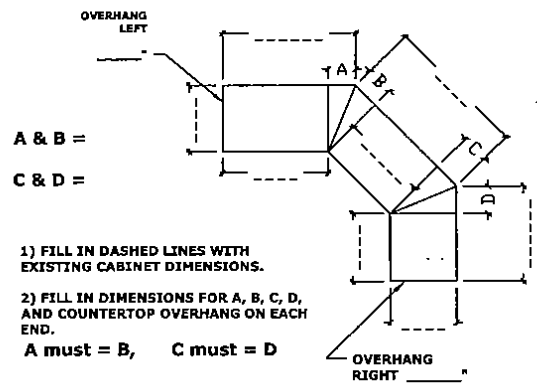 OVERHANG
LEFT
"
A
B
C
D
A & B =
C & D =
1) FILL IN DASHED LINES WITH
EXISTING CABINET DIMENSIONS.
2) FILL IN DIMENSIONS FOR A, B, C, D,
AND COUNTERTOP OVERHANG ON EACH
END.
A must = B, C must = D
OVERHANG
RIGHT "